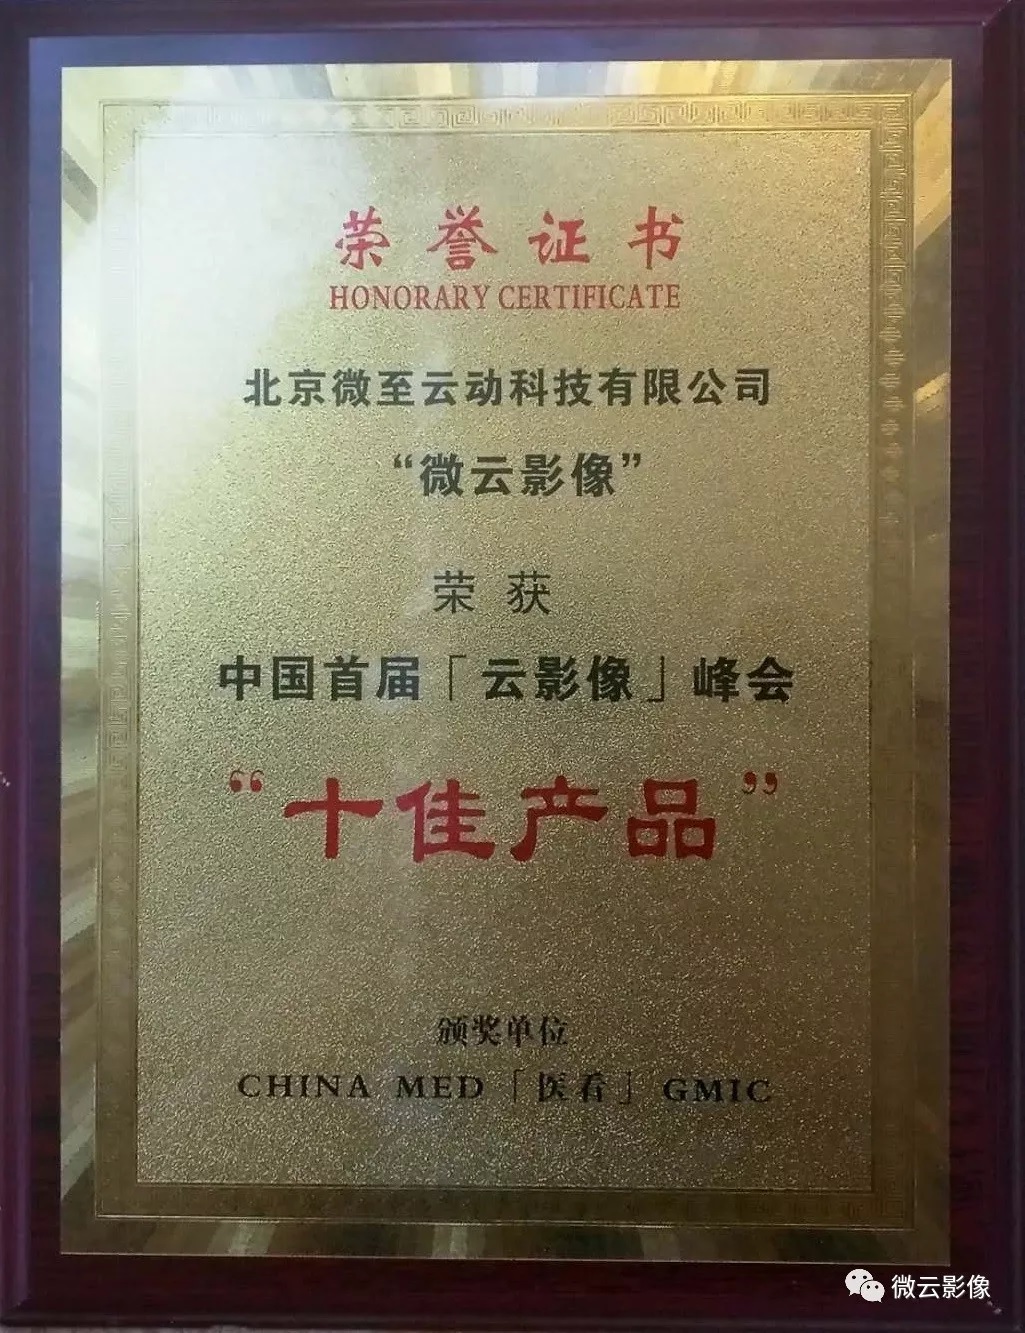 荣誉证书
HONORARY CERTIFICATE
北京微至云动科技有限公司
“微云影像”
荣获
中国首届「云影像」峰会
“十佳产品”
颁奖单位
CHINA MED「医看」GMIC
微云影像